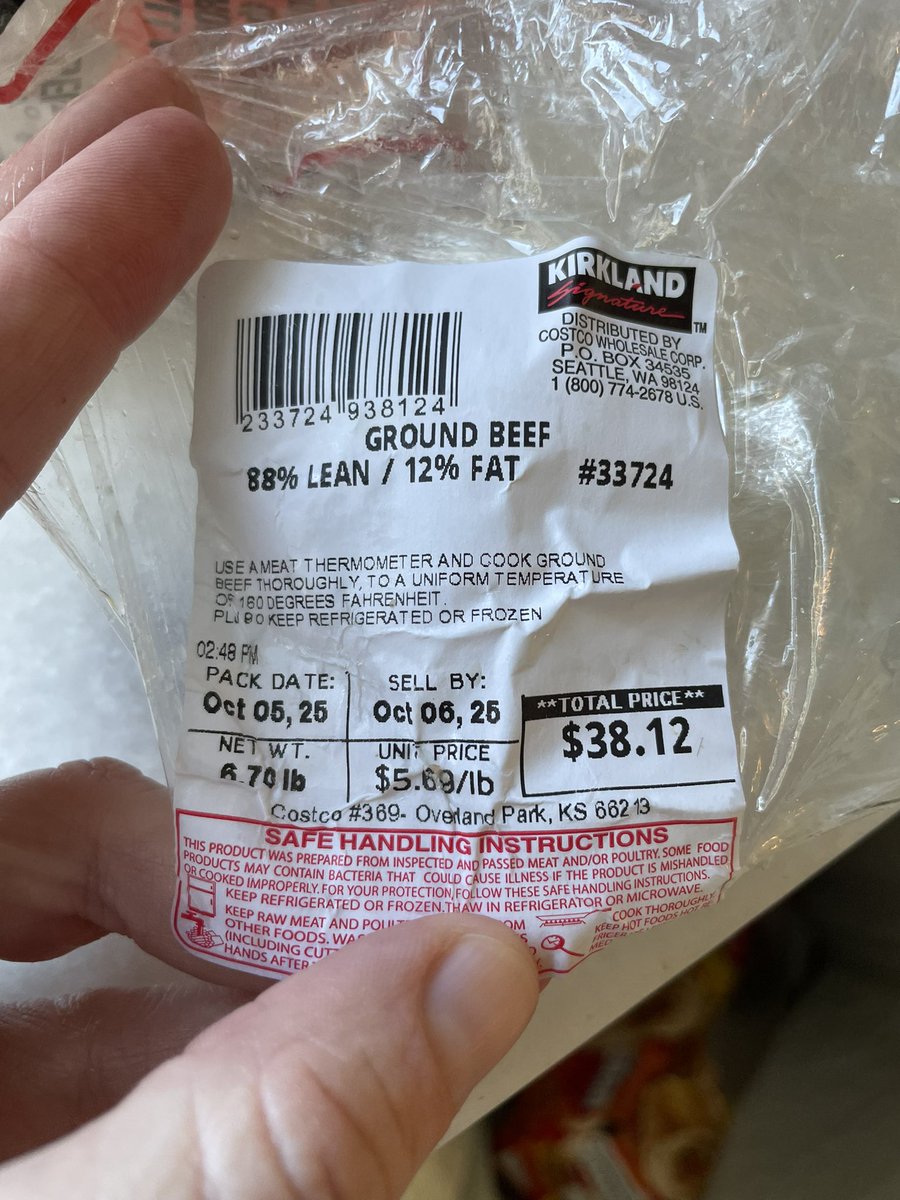 KIRKLAND
Signature
TM
DISTRIBUTED BY
COSTCO WHOLESALE CORP.
P.O. BOX 34535
SEATTLE, WA 98124
1 (800) 774-2678 U.S.
233724 938124
GROUND BEEF
88% LEAN / 12% FAT #33724
USE A MEAT THERMOMETER AND COOK GROUND
BEEF THOROUGHLY, TO A UNIFORM TEMPERATURE
OF 160 DEGREES FAHRENHEIT.
PLU 90 KEEP REFRIGERATED OR FROZEN
02:48 PM
PACK DATE: SELL BY:
Oct 05, 25 Oct 06, 25
**TOTAL PRICE**
$38.12
NET WT. UNIT PRICE
6.70 lb $5.69/lb
Costco #369- Overland Park, KS 66213
SAFE HANDLING INSTRUCTIONS
THIS PRODUCT WAS PREPARED FROM INSPECTED AND PASSED MEAT AND/OR POULTRY. SOME FOOD
PRODUCTS MAY CONTAIN BACTERIA THAT COULD CAUSE ILLNESS IF THE PRODUCT IS MISHANDLED
OR COOKED IMPROPERLY. FOR YOUR PROTECTION, FOLLOW THESE SAFE HANDLING INSTRUCTIONS.
KEEP REFRIGERATED OR FROZEN. THAW IN REFRIGERATOR OR MICROWAVE.
KEEP RAW MEAT AND
OTHER FOODS.
(INCLUDING
HANDS AFTER
COOK THOROUGHLY
KEEP HOT FOODS HOT